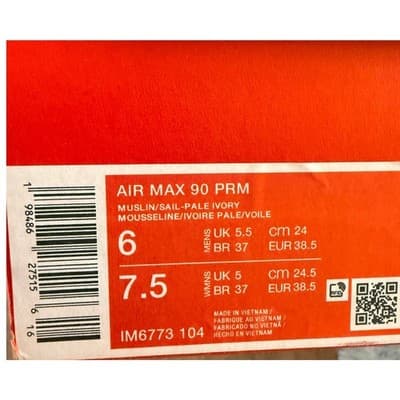 AIR MAX 90 PRM
MUSLIN/SAIL-PALE IVORY
MOUSSELINE/IVOIRE PALE/VOILE
6 MENS UK 5.5 CM 24
BR 37 EUR 38.5
7.5 WMNS UK 5 CM 24.5
BR 37 EUR 38.5
MADE IN VIETNAM /
FABRIQUE AU VIETNAM /
FABRICADO NO VIETNÃ /
HECHO EN VIETNAM
IM6773 104
1 98486 27515 6 16